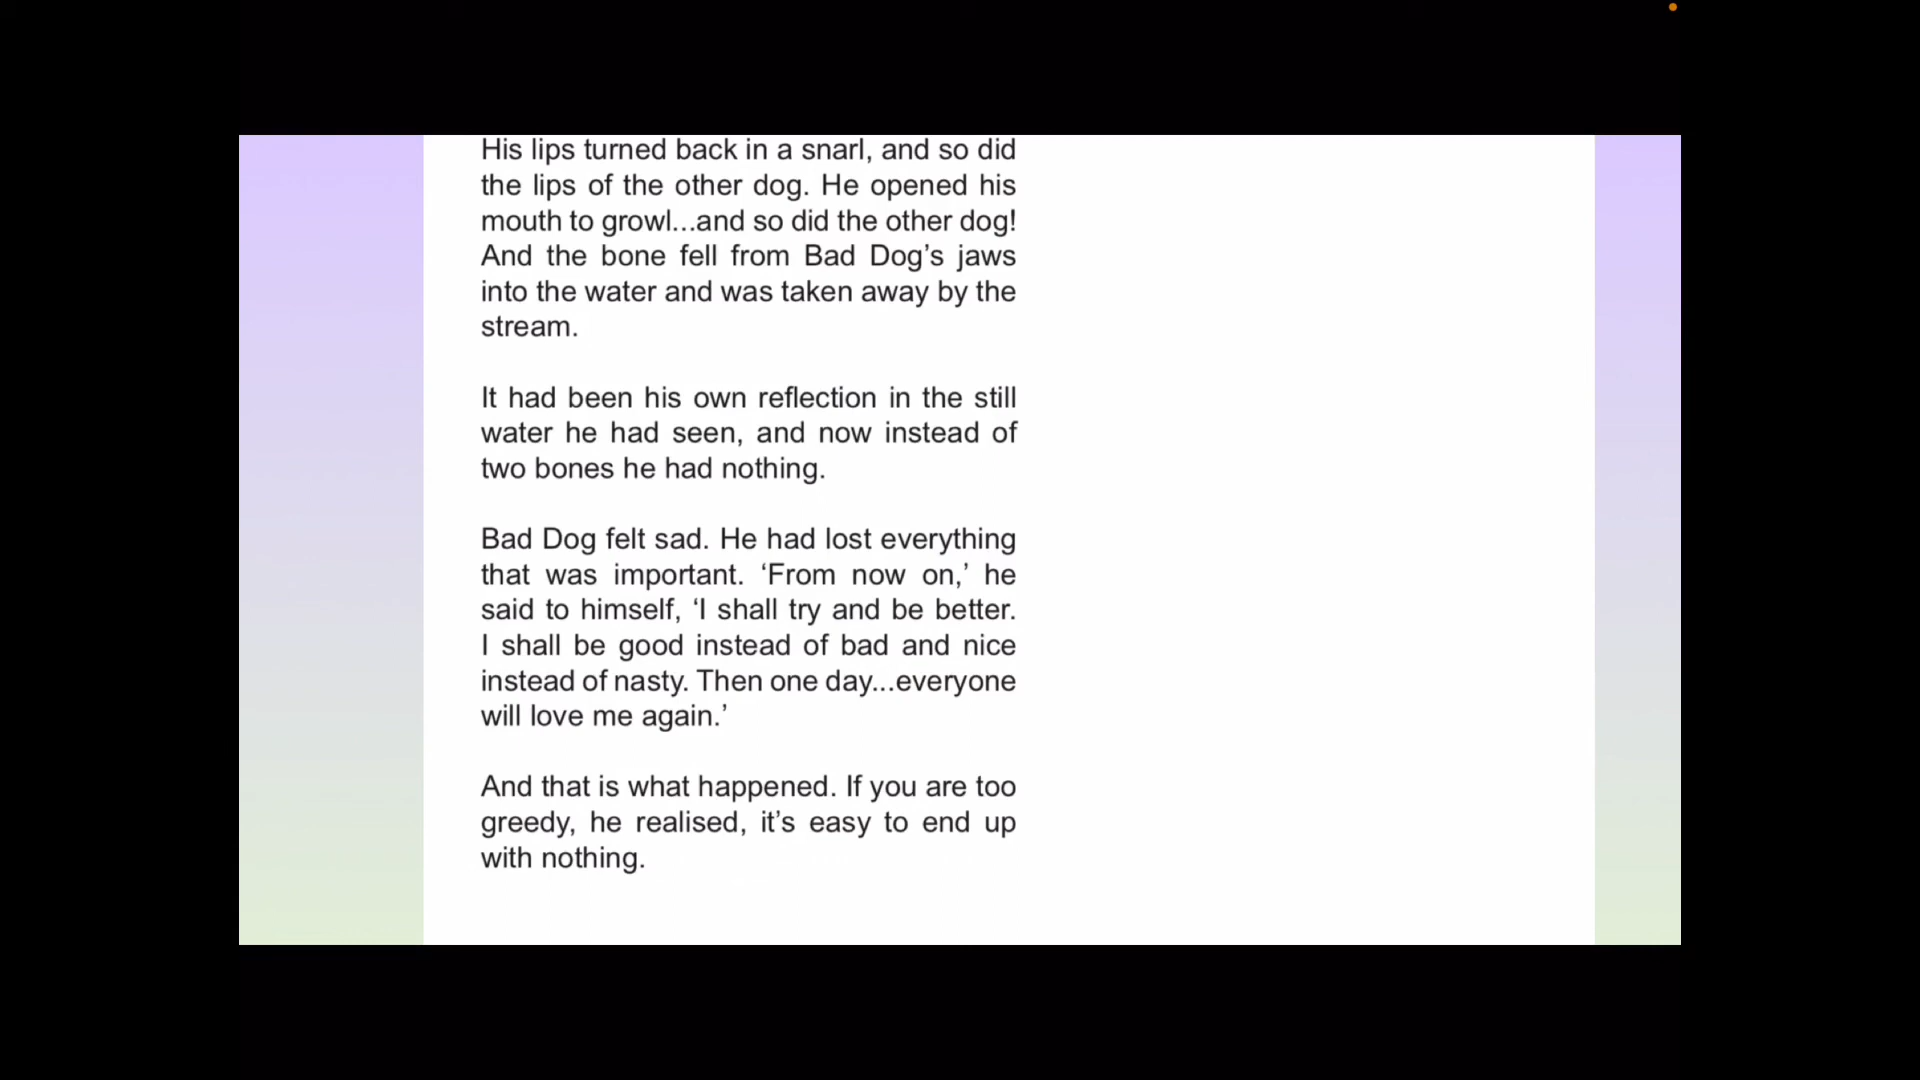 His lips turned back in a snarl, and so did
the lips of the other dog. He opened his
mouth to growl...and so did the other dog!
And the bone fell from Bad Dog’s jaws
into the water and was taken away by the
stream.
It had been his own reflection in the still
water he had seen, and now instead of
two bones he had nothing.
Bad Dog felt sad. He had lost everything
that was important. ‘From now on,’ he
said to himself, ‘I shall try and be better.
I shall be good instead of bad and nice
instead of nasty. Then one day...everyone
will love me again.’
And that is what happened. If you are too
greedy, he realised, it’s easy to end up
with nothing.